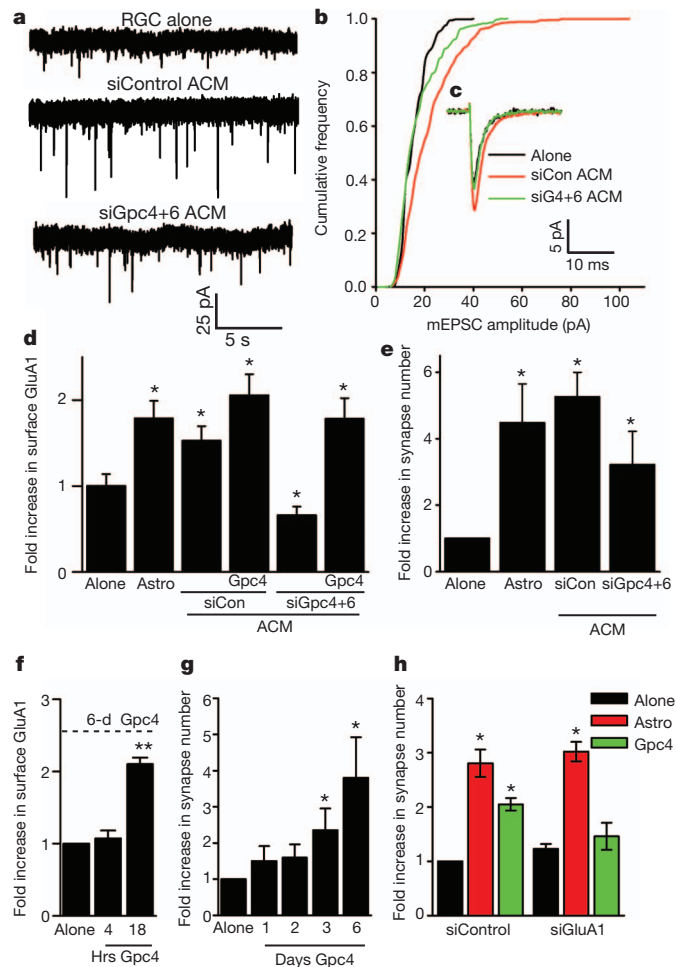 a
RGC alone
siControl ACM
siGpc4+6 ACM
25 pA
5 s
b
Cumulative frequency
1.0
0.8
0.6
0.4
0.2
0.0
0 20 40 60 80 100
mEPSC amplitude (pA)
c
Alone
siCon ACM
siG4+6 ACM
5 pA
10 ms
d
Fold increase in surface GluA1
2
1
0
* * * * *
Alone Astro Gpc4 Gpc4
siCon siGpc4+6
ACM
e
Fold increase in synapse number
6
4
2
0
* * *
Alone Astro siCon siGpc4+6
ACM
f
Fold increase in surface GluA1
3
2
1
0
6-d Gpc4
**
Alone 4 18
Hrs Gpc4
g
Fold increase in synapse number
6
5
4
3
2
1
0
* *
Alone 1 2 3 6
Days Gpc4
h
Fold increase in synapse number
4
3
2
1
0
* * *
Alone
Astro
Gpc4
siControl siGluA1